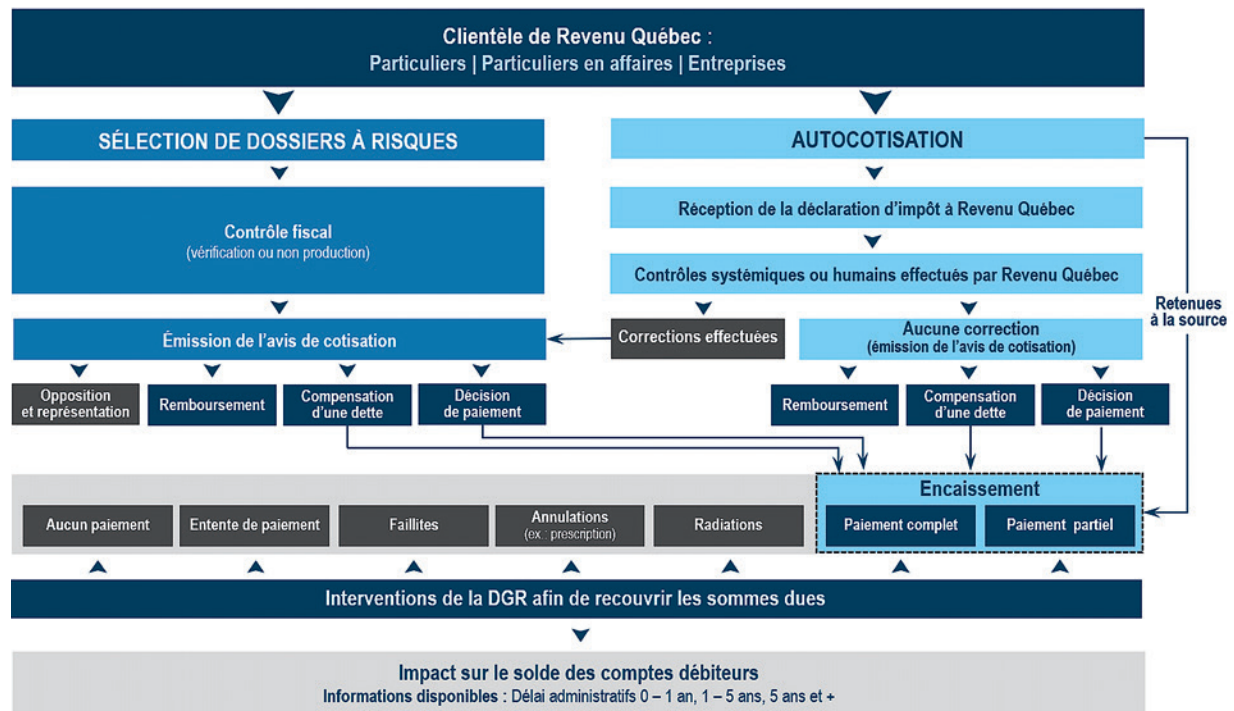 Clientèle de Revenu Québec :
Particuliers | Particuliers en affaires | Entreprises
SÉLECTION DE DOSSIERS À RISQUES
AUTOCOTISATION
Réception de la déclaration d'impôt à Revenu Québec
Contrôle fiscal
(vérification ou non production)
Contrôles systémiques ou humains effectués par Revenu Québec
Retenues
à la source
Émission de l'avis de cotisation
Corrections effectuées
Aucune correction
(émission de l'avis de cotisation)
Opposition
et représentation
Remboursement
Compensation
d'une dette
Décision
de paiement
Remboursement
Compensation
d'une dette
Décision
de paiement
Encaissement
Aucun paiement
Entente de paiement
Faillites
Annulations
(ex.: prescription)
Radiations
Paiement complet
Paiement partiel
Interventions de la DGR afin de recouvrir les sommes dues
Impact sur le solde des comptes débiteurs
Informations disponibles : Délai administratifs 0 – 1 an, 1 – 5 ans, 5 ans et +